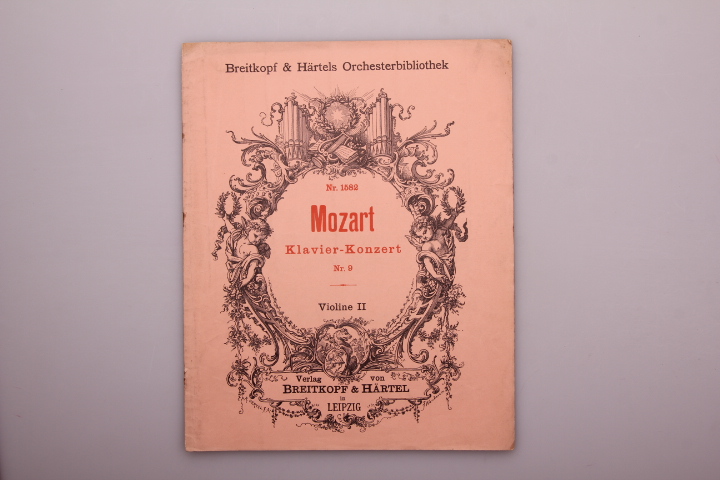 Breitkopf & Härtels Orchesterbibliothek
Nr. 1582
Mozart
Klavier-Konzert
Nr. 9
Violine II
Verlag von
BREITKOPF & HÄRTEL
in
LEIPZIG